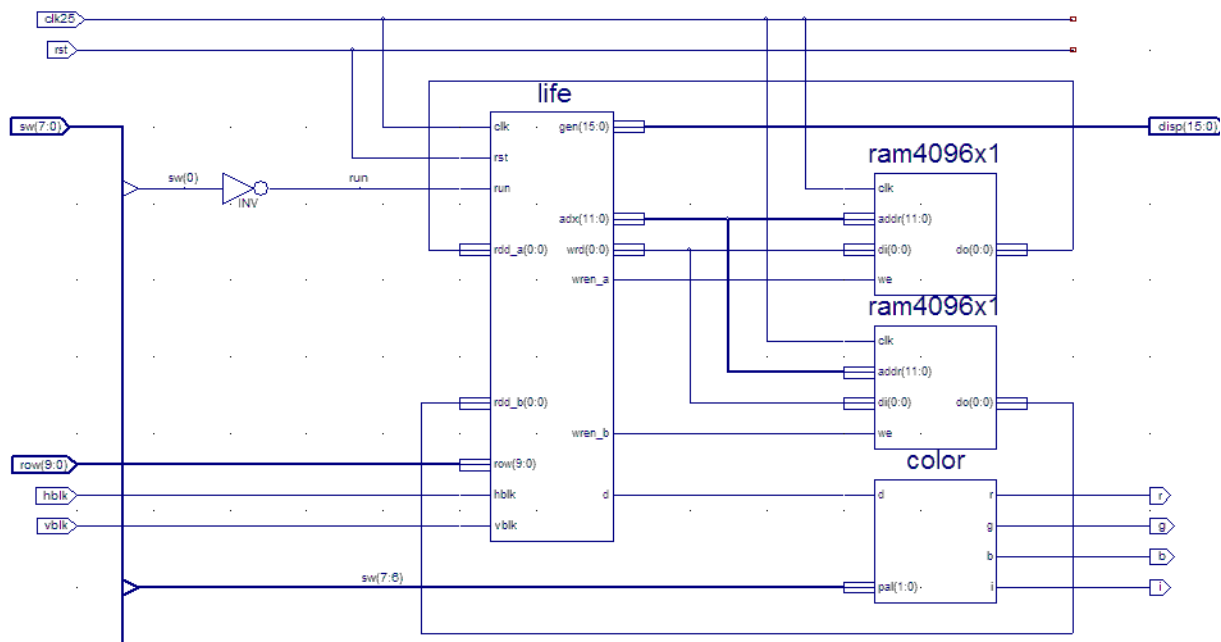 clk25
rst
life
sw(7:0)
clk
gen(15:0)
disp(15:0)
ram4096x1
rst
sw(0)
run
run
clk
INV
adx(11:0)
addr(11:0)
rdd_a(0:0)
wrd(0:0)
di(0:0)
do(0:0)
wren_a
we
ram4096x1
clk
addr(11:0)
rdd_b(0:0)
di(0:0)
do(0:0)
wren_b
we
row(9:0)
row(9:0)
color
hblk
hblk
d
d
r
r
vblk
vblk
g
g
b
b
sw(7:6)
pal(1:0)
i
i